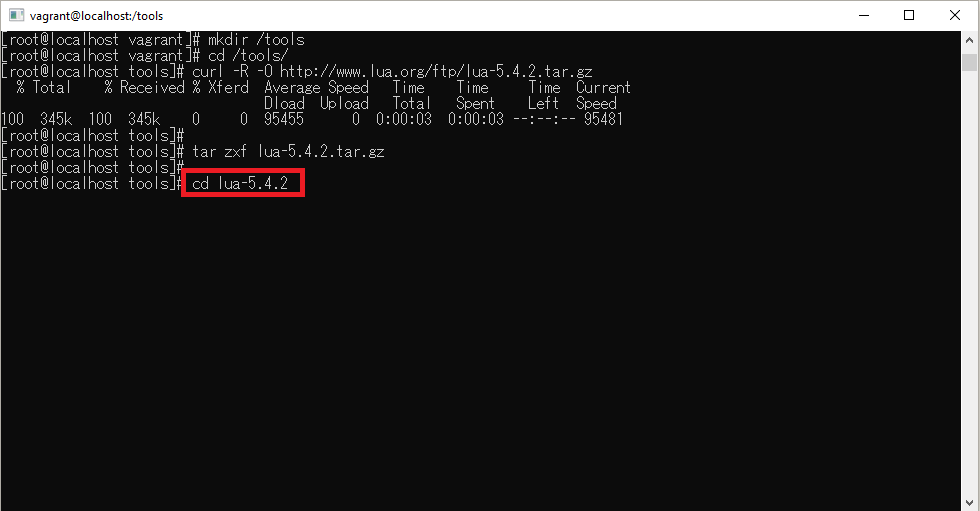 vagrant@localhost:/tools
[root@localhost vagrant]# mkdir /tools
[root@localhost vagrant]# cd /tools/
[root@localhost tools]# curl -R -O http://www.lua.org/ftp/lua-5.4.2.tar.gz
  % Total    % Received % Xferd  Average Speed   Time    Time     Time  Current
                                 Dload  Upload   Total   Spent    Left  Speed
100  345k  100  345k    0     0  95455      0  0:00:03  0:00:03 --:--:-- 95481
[root@localhost tools]#
[root@localhost tools]# tar zxf lua-5.4.2.tar.gz
[root@localhost tools]#
[root@localhost tools]# cd lua-5.4.2